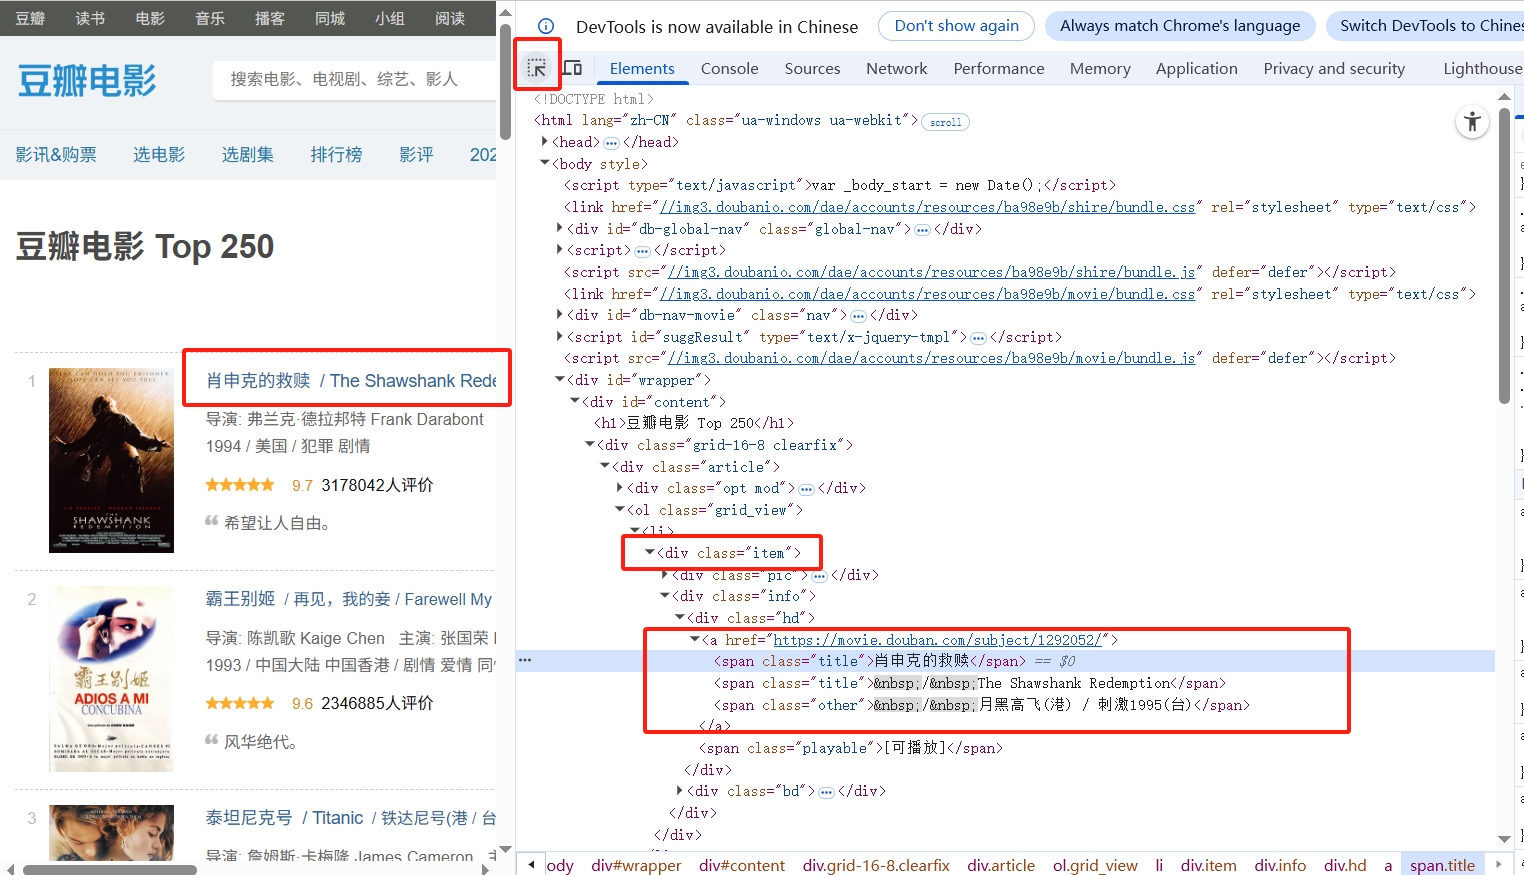 豆瓣 读书 电影 音乐 播客 同城 小组 阅读
豆瓣电影
搜索电影、电视剧、综艺、影人
影讯&购票 选电影 选剧集 排行榜 影评 202
豆瓣电影 Top 250
1
肖申克的救赎 / The Shawshank Rede
导演: 弗兰克·德拉邦特 Frank Darabont
1994 / 美国 / 犯罪 剧情
9.7 3178042人评价
希望让人自由。
THE
SHAWSHANK
REDEMPTION
2
霸王别姬 / 再见，我的妾 / Farewell My
导演: 陈凯歌 Kaige Chen 主演: 张国荣
1993 / 中国大陆 中国香港 / 剧情 爱情 同
9.6 2346885人评价
风华绝代。
霸王别姬
ADIOS A MI
CONCUBINA
3
泰坦尼克号 / Titanic / 铁达尼号(港 / 台
导演: 詹姆斯·卡梅隆 James Cameron 主
DevTools is now available in Chinese Don't show again Always match Chrome's language Switch DevTools to Chines
Elements Console Sources Network Performance Memory Application Privacy and security Lighthouse
<!DOCTYPE html>
<html lang="zh-CN" class="ua-windows ua-webkit"> scroll
<head> ••• </head>
<body style>
<script type="text/javascript">var _body_start = new Date();</script>
<link href="//img3.doubanio.com/dae/accounts/resources/ba98e9b/shire/bundle.css" rel="stylesheet" type="text/css">
<div id="db-global-nav" class="global-nav"> ••• </div>
<script> ••• </script>
<script src="//img3.doubanio.com/dae/accounts/resources/ba98e9b/shire/bundle.js" defer="defer"></script>
<link href="//img3.doubanio.com/dae/accounts/resources/ba98e9b/movie/bundle.css" rel="stylesheet" type="text/css">
<div id="db-nav-movie" class="nav"> ••• </div>
<script id="suggResult" type="text/x-jquery-tmpl"> ••• </script>
<script src="//img3.doubanio.com/dae/accounts/resources/ba98e9b/movie/bundle.js" defer="defer"></script>
<div id="wrapper">
<div id="content">
<h1>豆瓣电影 Top 250</h1>
<div class="grid-16-8 clearfix">
<div class="article">
<div class="opt mod"> ••• </div>
<ol class="grid_view">
<li>
<div class="item">
<div class="pic"> ••• </div>
<div class="info">
<div class="hd">
<a href="https://movie.douban.com/subject/1292052/">
••• <span class="title">肖申克的救赎</span> == $0
<span class="title">&nbsp;/&nbsp;The Shawshank Redemption</span>
<span class="other">&nbsp;/&nbsp;月黑高飞(港) / 刺激1995(台)</span>
</a>
<span class="playable">[可播放]</span>
</div>
<div class="bd"> ••• </div>
</div>
</div>
ody div#wrapper div#content div.grid-16-8.clearfix div.article ol.grid_view li div.item div.info div.hd a span.title